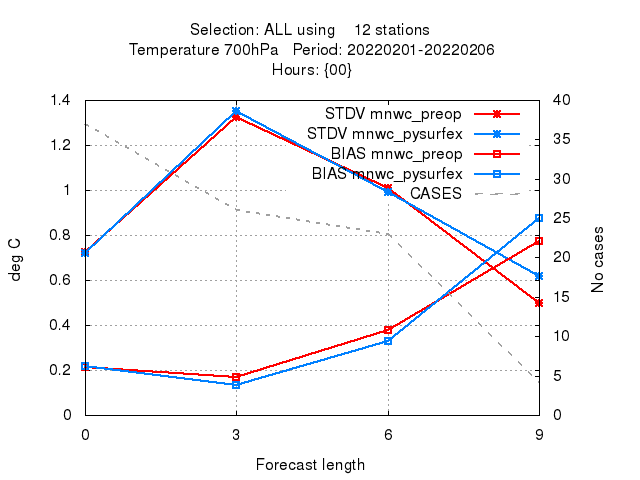 Selection: ALL using    12 stations
Temperature 700hPa   Period: 20220201-20220206
Hours: {00}
1.4
1.2
1
0.8
0.6
0.4
0.2
0
deg C
STDV mnwc_preop
STDV mnwc_pysurfex
BIAS mnwc_preop
BIAS mnwc_pysurfex
CASES
40
35
30
25
20
15
10
5
0
No cases
0 3 6 9
Forecast length